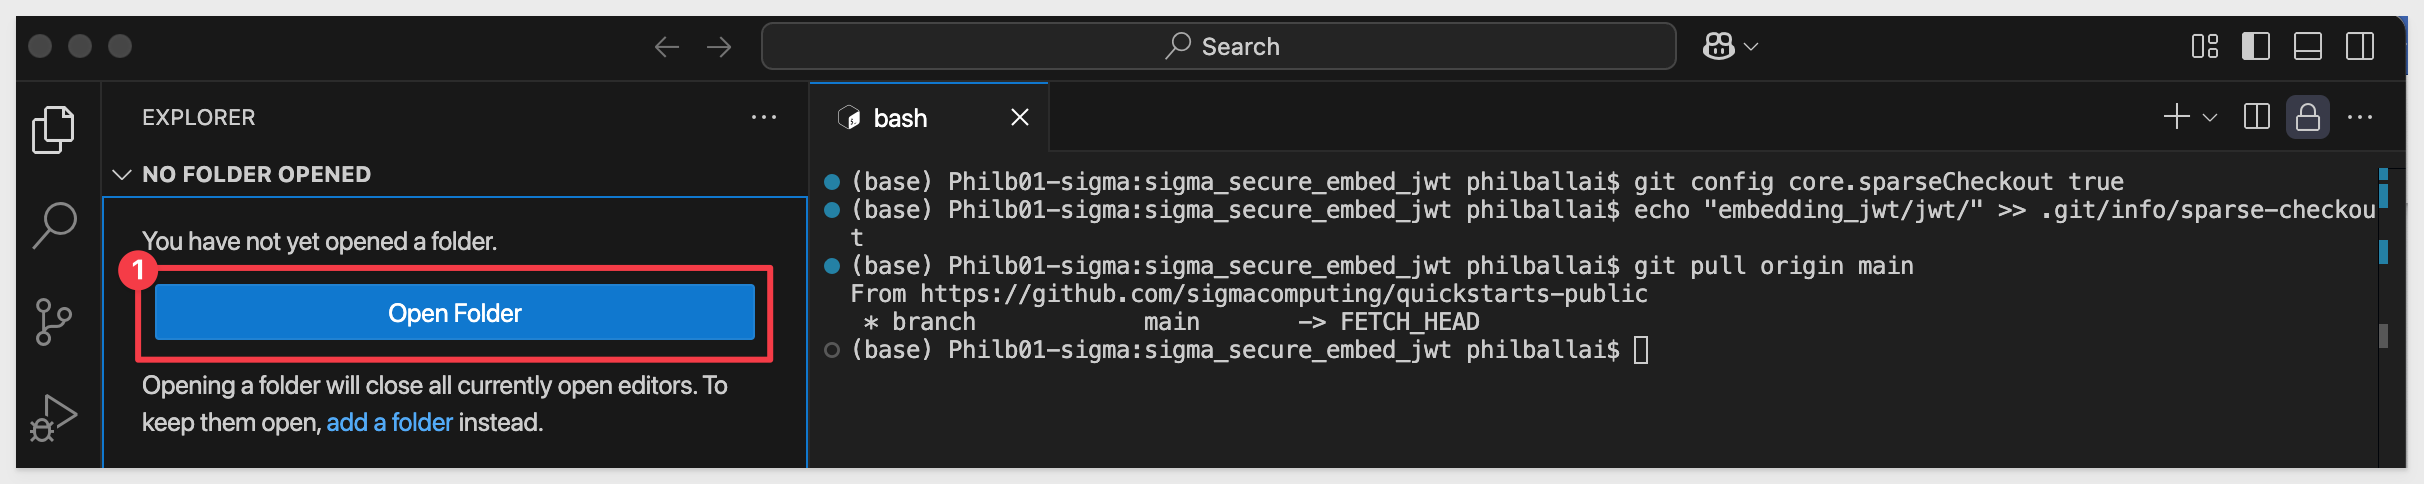 Search
EXPLORER
bash
NO FOLDER OPENED
You have not yet opened a folder.
1
Open Folder
Opening a folder will close all currently open editors. To
keep them open, add a folder instead.
(base) Philb01-sigma:sigma_secure_embed_jwt philballai$ git config core.sparseCheckout true
(base) Philb01-sigma:sigma_secure_embed_jwt philballai$ echo "embedding_jwt/jwt/" >> .git/info/sparse-checkou
t
(base) Philb01-sigma:sigma_secure_embed_jwt philballai$ git pull origin main
From https://github.com/sigmacomputing/quickstarts-public
 * branch            main       -> FETCH_HEAD
(base) Philb01-sigma:sigma_secure_embed_jwt philballai$